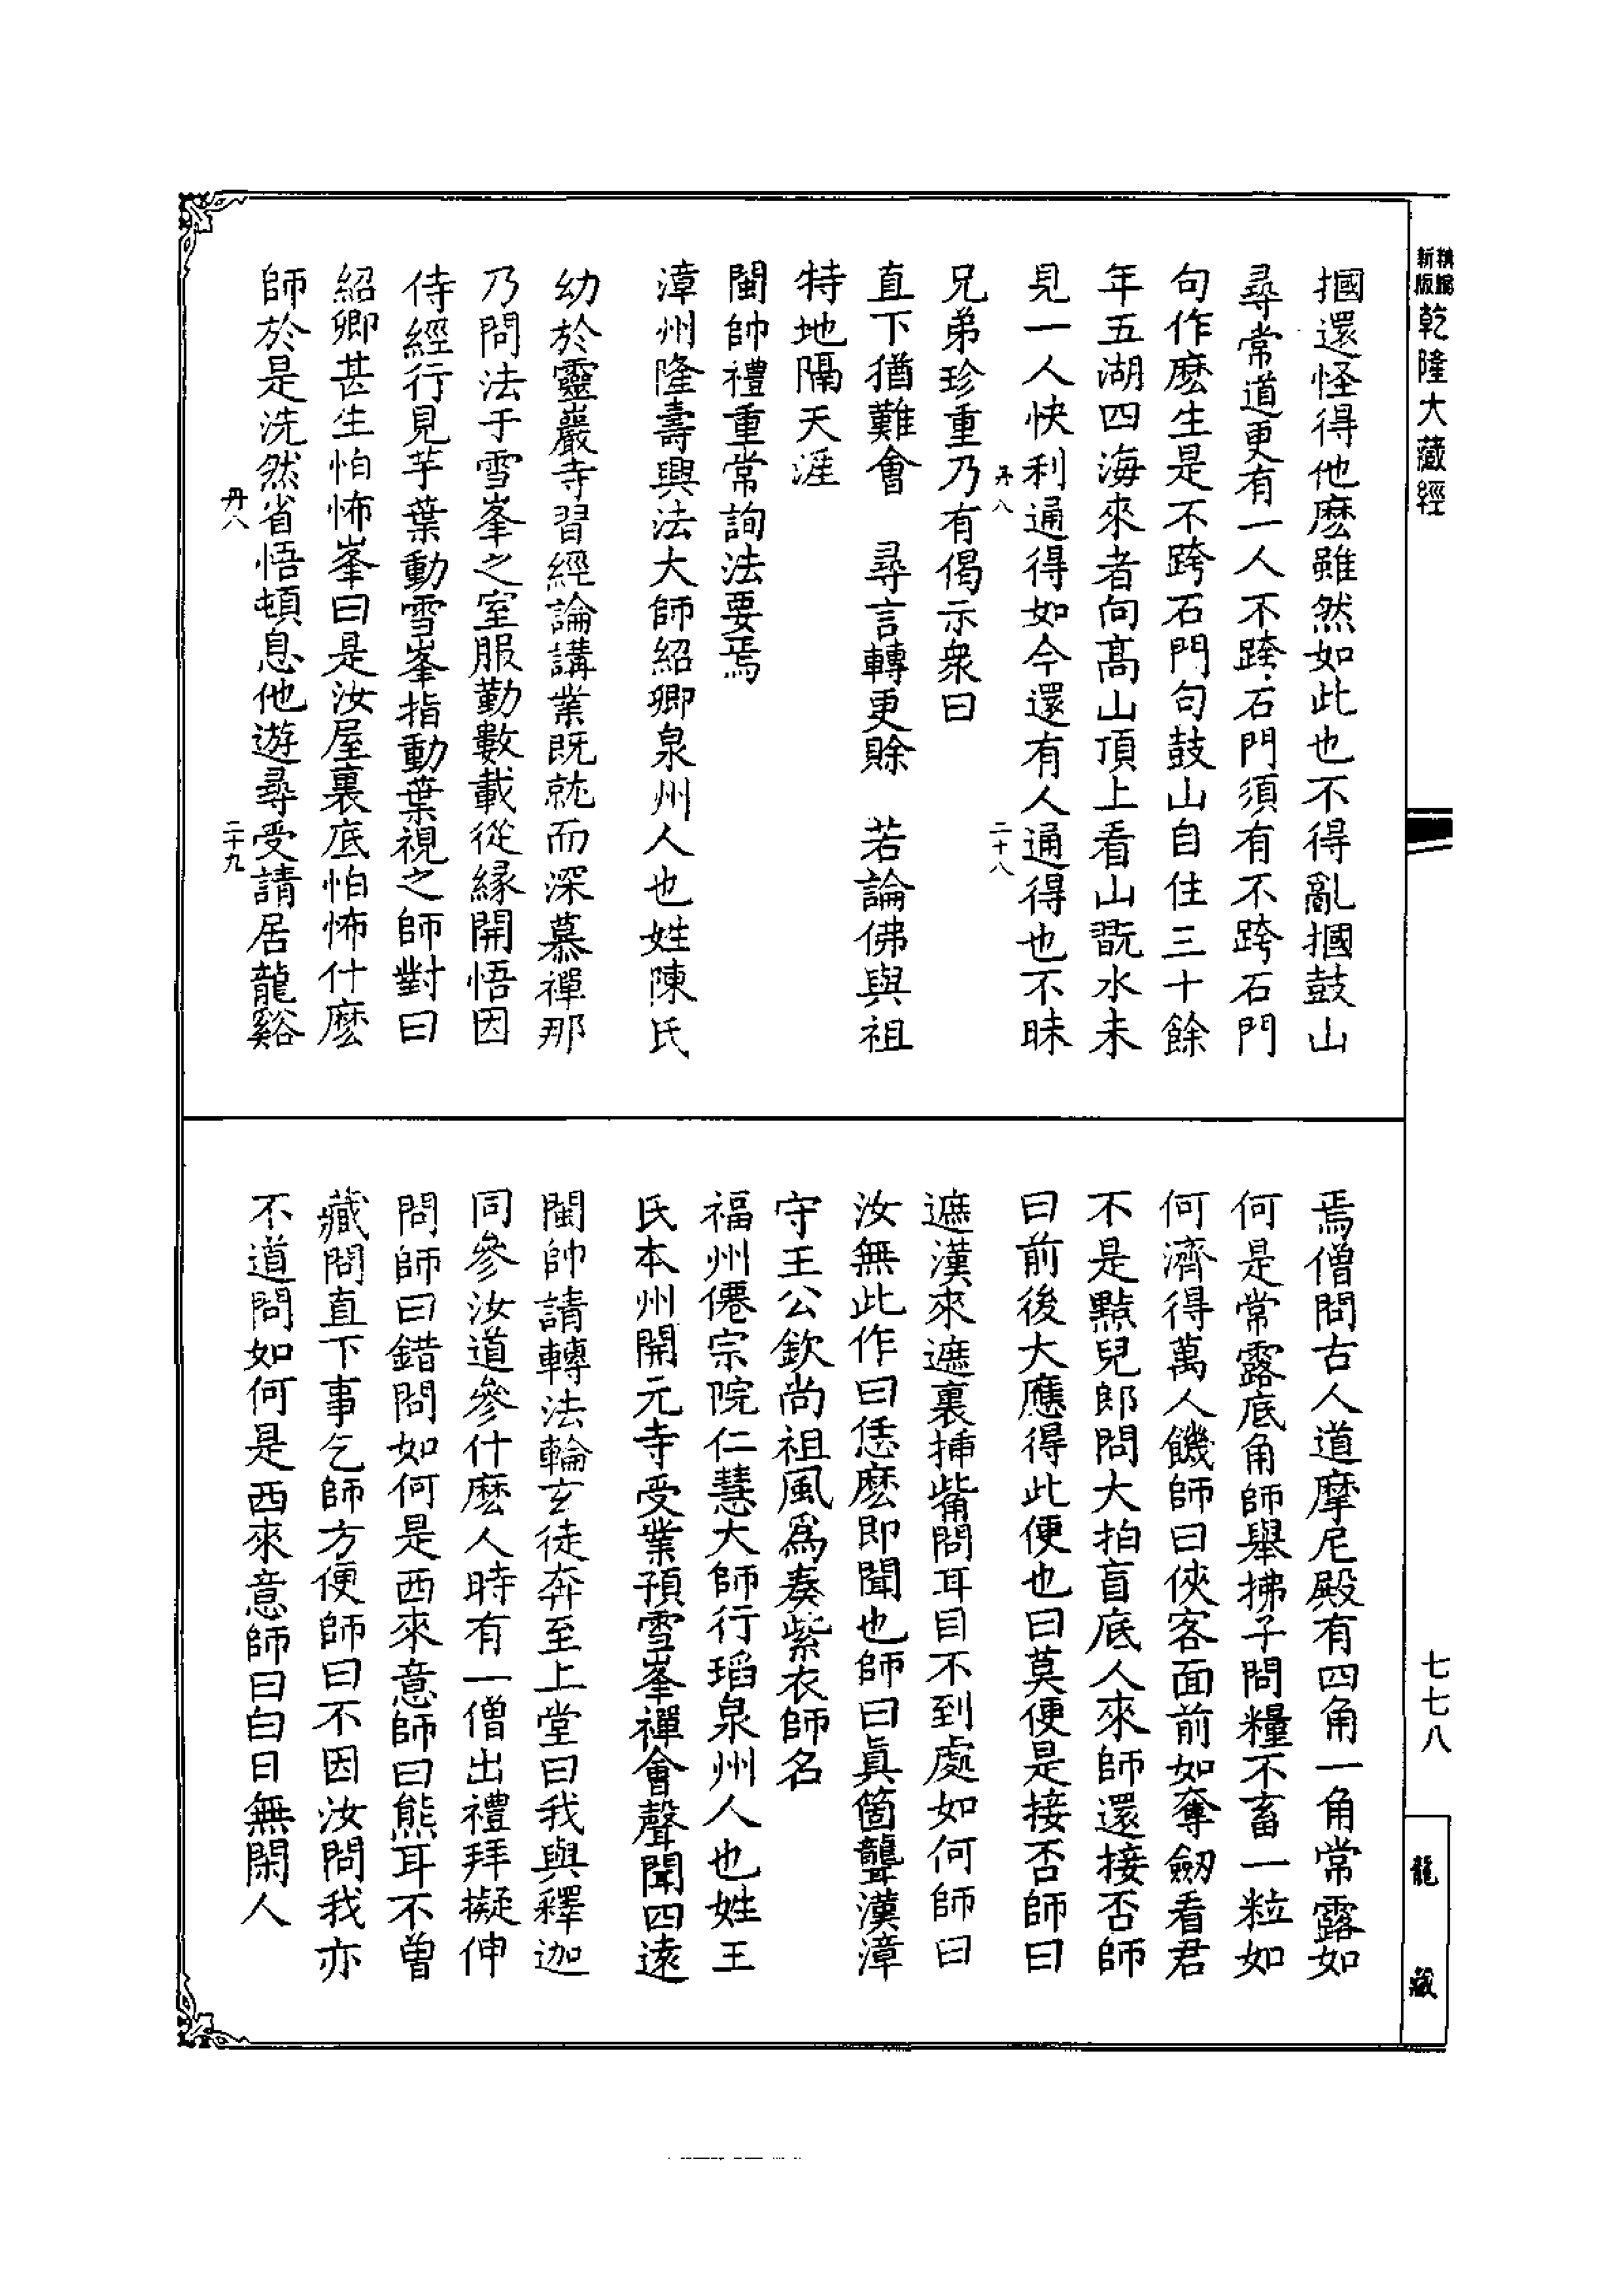 新版
乾隆大藏經
七七八
龍藏
摑還怪得他麽雖然如此也不得亂摑鼓山
尋常道更有一人不跨石門須有不跨石門
句作麽生是不跨石門句鼓山自住三十餘
年五湖四海來者向髙山頂上看山翫水未
見一人快利通得如今還有人通得也不昧
丹八 二十八
兄弟珍重乃有偈示衆曰
直下猶難會 尋言轉更賒 若論佛與祖
特地隔天涯
閩帥禮重常詢法要焉
漳州隆壽興法大師紹卿泉州人也姓陳氏
幼於靈巖寺習經論講業既就而深慕禪那
乃問法于雪峯之室服勤數載從緣開悟因
侍經行見芋葉動雪峯指動葉視之師對曰
紹卿甚生怕怖峯曰是汝屋裏底怕怖什麽
師於是洗然省悟頓息他遊尋受請居龍谿
丹八 二十九
焉僧問古人道摩尼殿有四角一角常露如
何是常露底角師舉拂子問糧不畜一粒如
何濟得萬人饑師曰俠客面前如奪劒看君
不是黠兒郎問大拍盲底人來師還接否師
曰前後大應得此便也曰莫便是接否師曰
遮漢來遮裏插觜問耳目不到處如何師曰
汝無此作曰恁麽即聞也師曰眞箇聾漢漳
守王公欽尚祖風爲奏紫衣師名
福州僊宗院仁慧大師行瑫泉州人也姓王
氏本州開元寺受業預雪峯禪會聲聞四遠
閩帥請轉法輪玄徒奔至上堂曰我與釋迦
同參汝道參什麽人時有一僧出禮拜擬伸
問師曰錯問如何是西來意師曰熊耳不曾
藏問直下事乞師方便師曰不因汝問我亦
不道問如何是西來意師曰白日無閑人